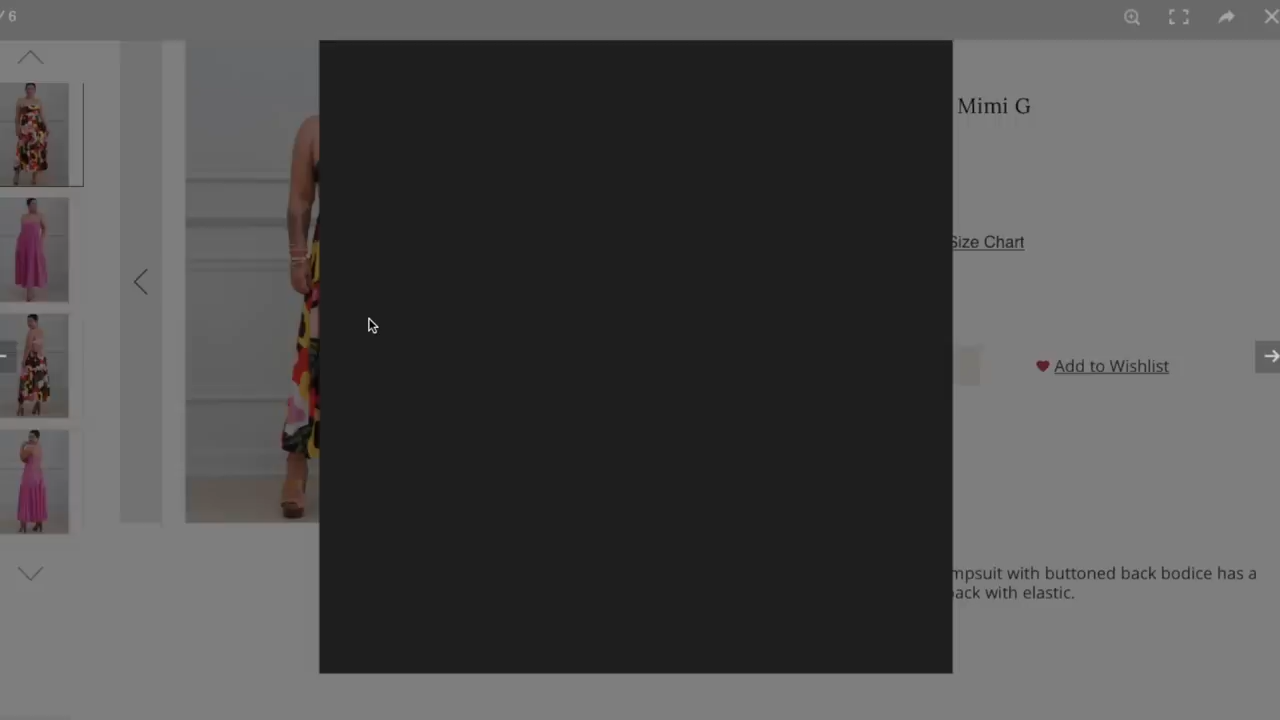 / 6
Mimi G
Size Chart
Add to Wishlist
mpsuit with buttoned back bodice has a
back with elastic.